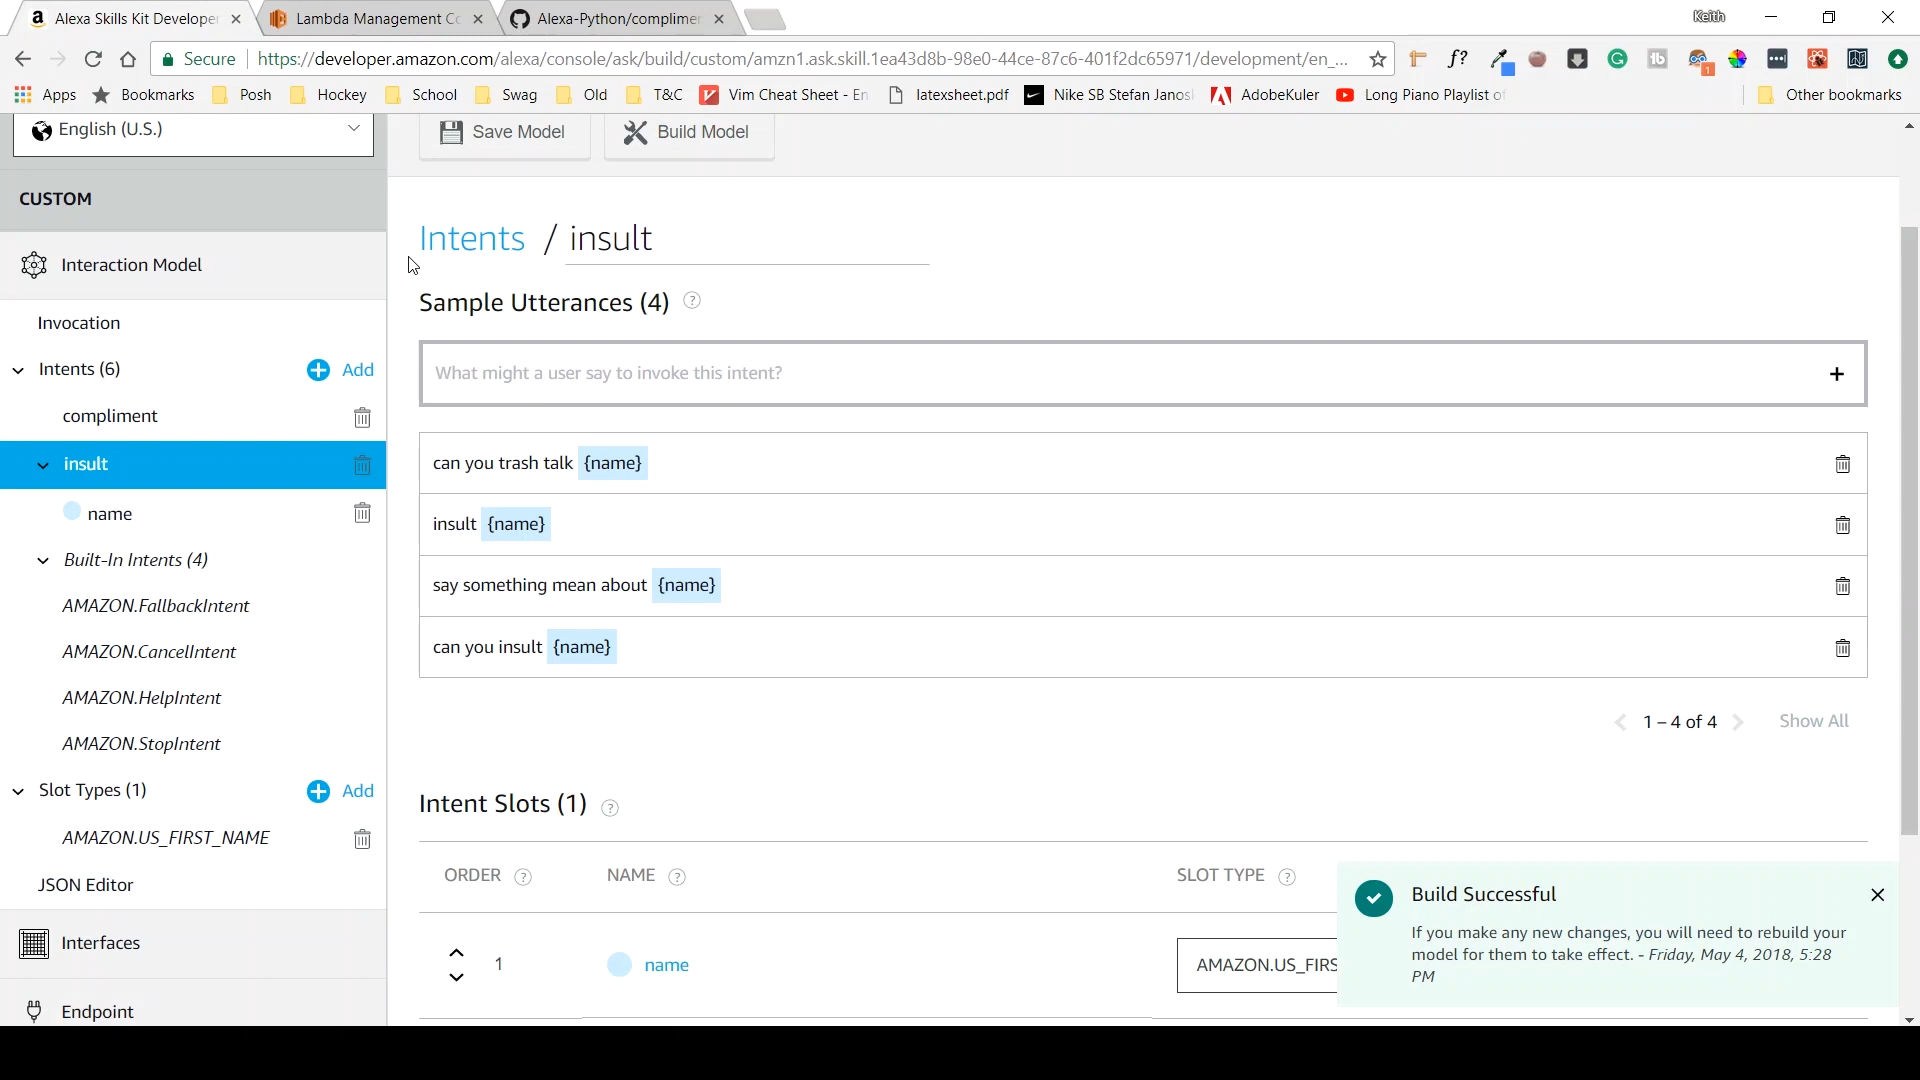 Alexa Skills Kit Developer
Lambda Management Co
Alexa-Python/complimen
Keith
Secure
https://developer.amazon.com/alexa/console/ask/build/custom/amzn1.ask.skill.1ea43d8b-98e0-44ce-87c6-401f2dc65971/development/en_...
f?
Apps
Bookmarks
Posh
Hockey
School
Swag
Old
T&C
Vim Cheat Sheet - En
latexsheet.pdf
Nike SB Stefan Janosk
AdobeKuler
Long Piano Playlist of
Other bookmarks
English (U.S.)
Save Model
Build Model
CUSTOM
Interaction Model
Invocation
Intents (6)
Add
compliment
insult
name
Built-In Intents (4)
AMAZON.FallbackIntent
AMAZON.CancelIntent
AMAZON.HelpIntent
AMAZON.StopIntent
Slot Types (1)
Add
AMAZON.US_FIRST_NAME
JSON Editor
Interfaces
Endpoint
Intents / insult
Sample Utterances (4) ?
What might a user say to invoke this intent?
can you trash talk {name}
insult {name}
say something mean about {name}
can you insult {name}
1 – 4 of 4
Show All
Intent Slots (1) ?
ORDER ?
NAME ?
SLOT TYPE ?
1
name
AMAZON.US_FIRS
Build Successful
If you make any new changes, you will need to rebuild your
model for them to take effect. - Friday, May 4, 2018, 5:28
PM